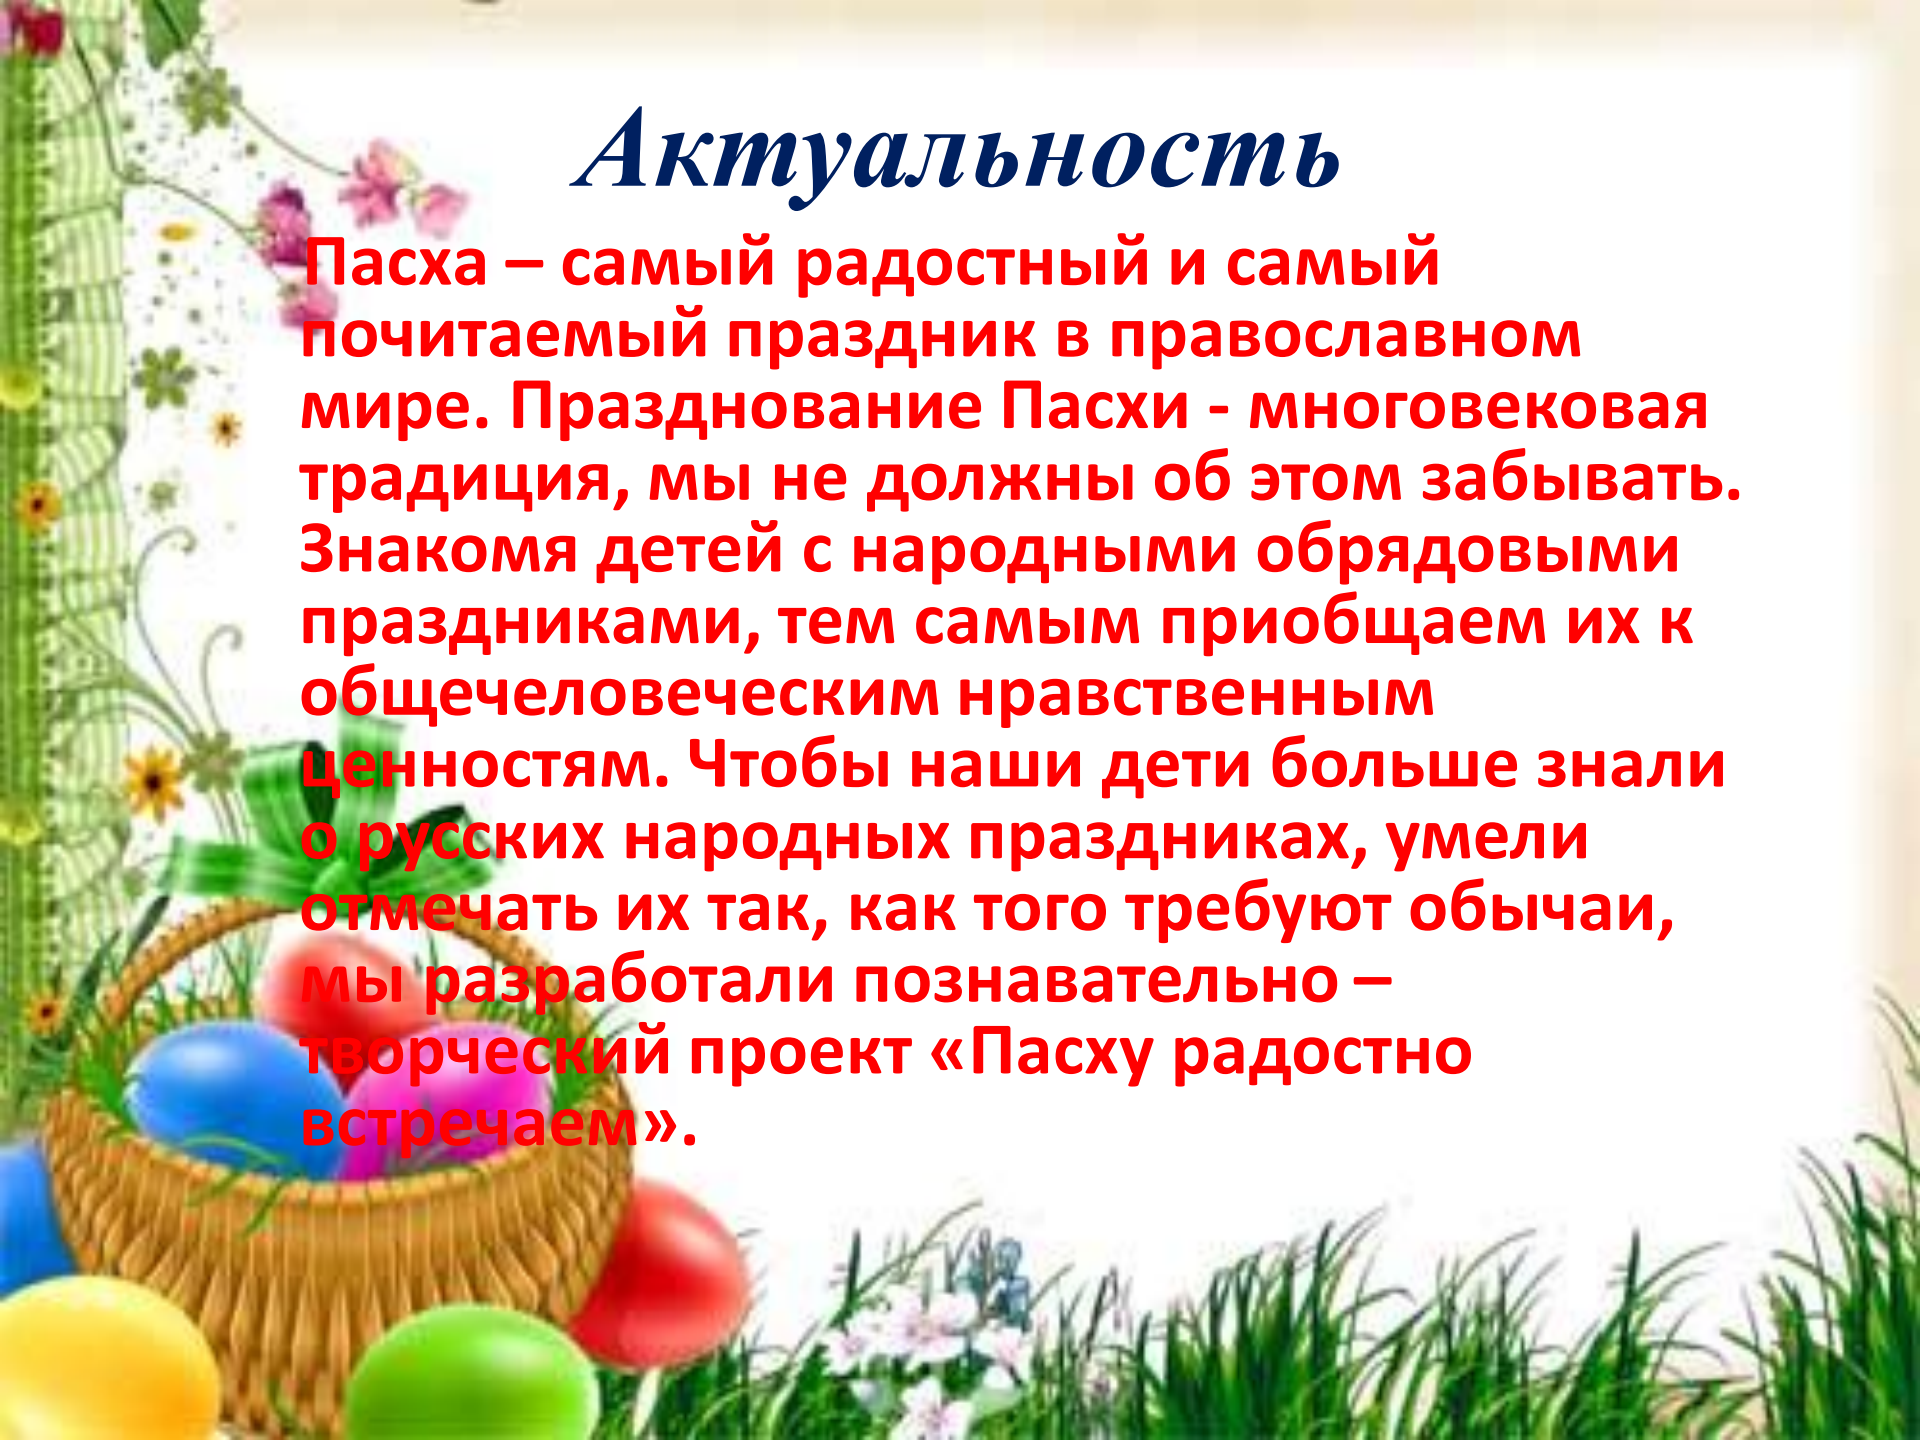 Актуальность
Пасха – самый радостный и самый
почитаемый праздник в православном
мире. Празднование Пасхи - многовековая
традиция, мы не должны об этом забывать.
Знакомя детей с народными обрядовыми
праздниками, тем самым приобщаем их к
общечеловеческим нравственным
ценностям. Чтобы наши дети больше знали
о русских народных праздниках, умели
отмечать их так, как того требуют обычаи,
мы разработали познавательно –
творческий проект «Пасху радостно
встречаем».